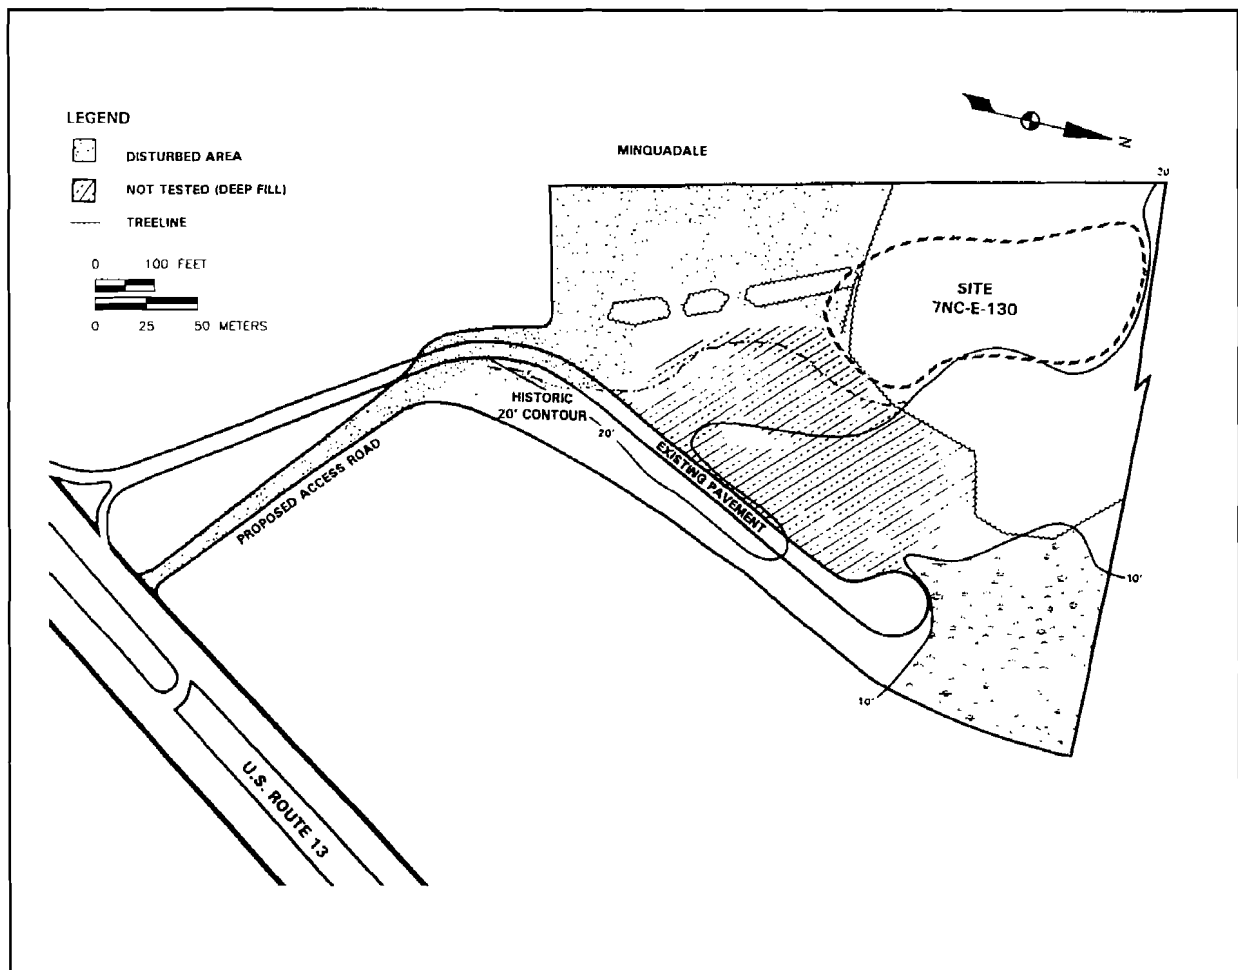 LEGEND
DISTURBED AREA
NOT TESTED (DEEP FILL)
TREELINE
0 100 FEET
0 25 50 METERS
MINQUADALE
N
20
SITE
7NC-E-130
HISTORIC
20' CONTOUR
20'
EXISTING PAVEMENT
PROPOSED ACCESS ROAD
10'
10'
U.S. ROUTE 13